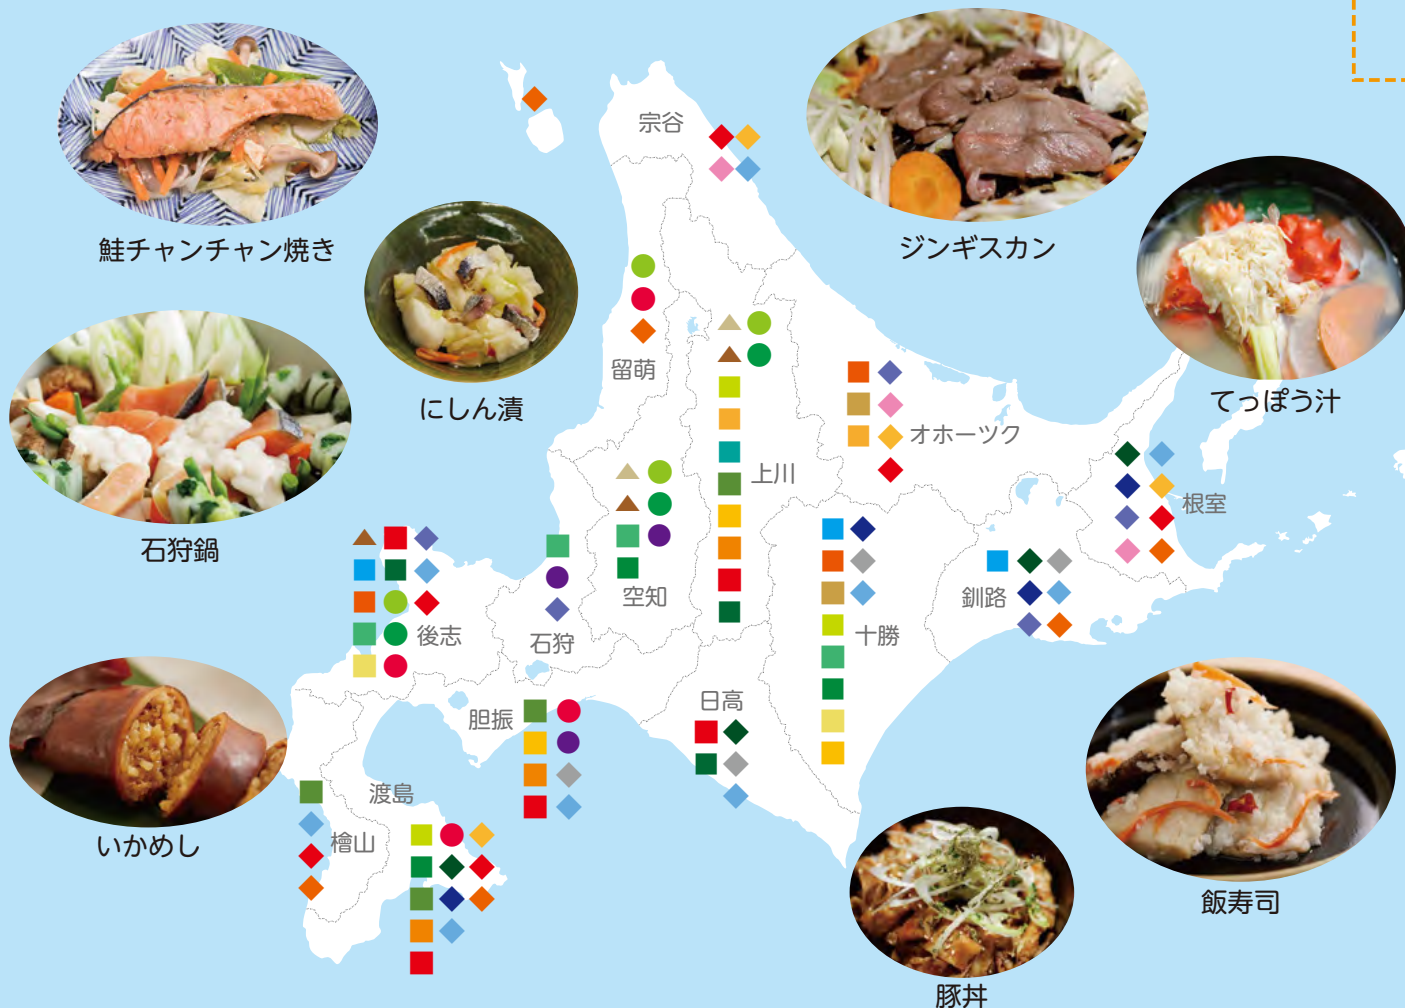 宗谷
鮭チャンチャン焼き
ジンギスカン
にしん漬
てっぽう汁
留萌
オホーツク
上川
根室
石狩鍋
空知
釧路
後志
石狩
十勝
日高
胆振
渡島
檜山
いかめし
飯寿司
豚丼